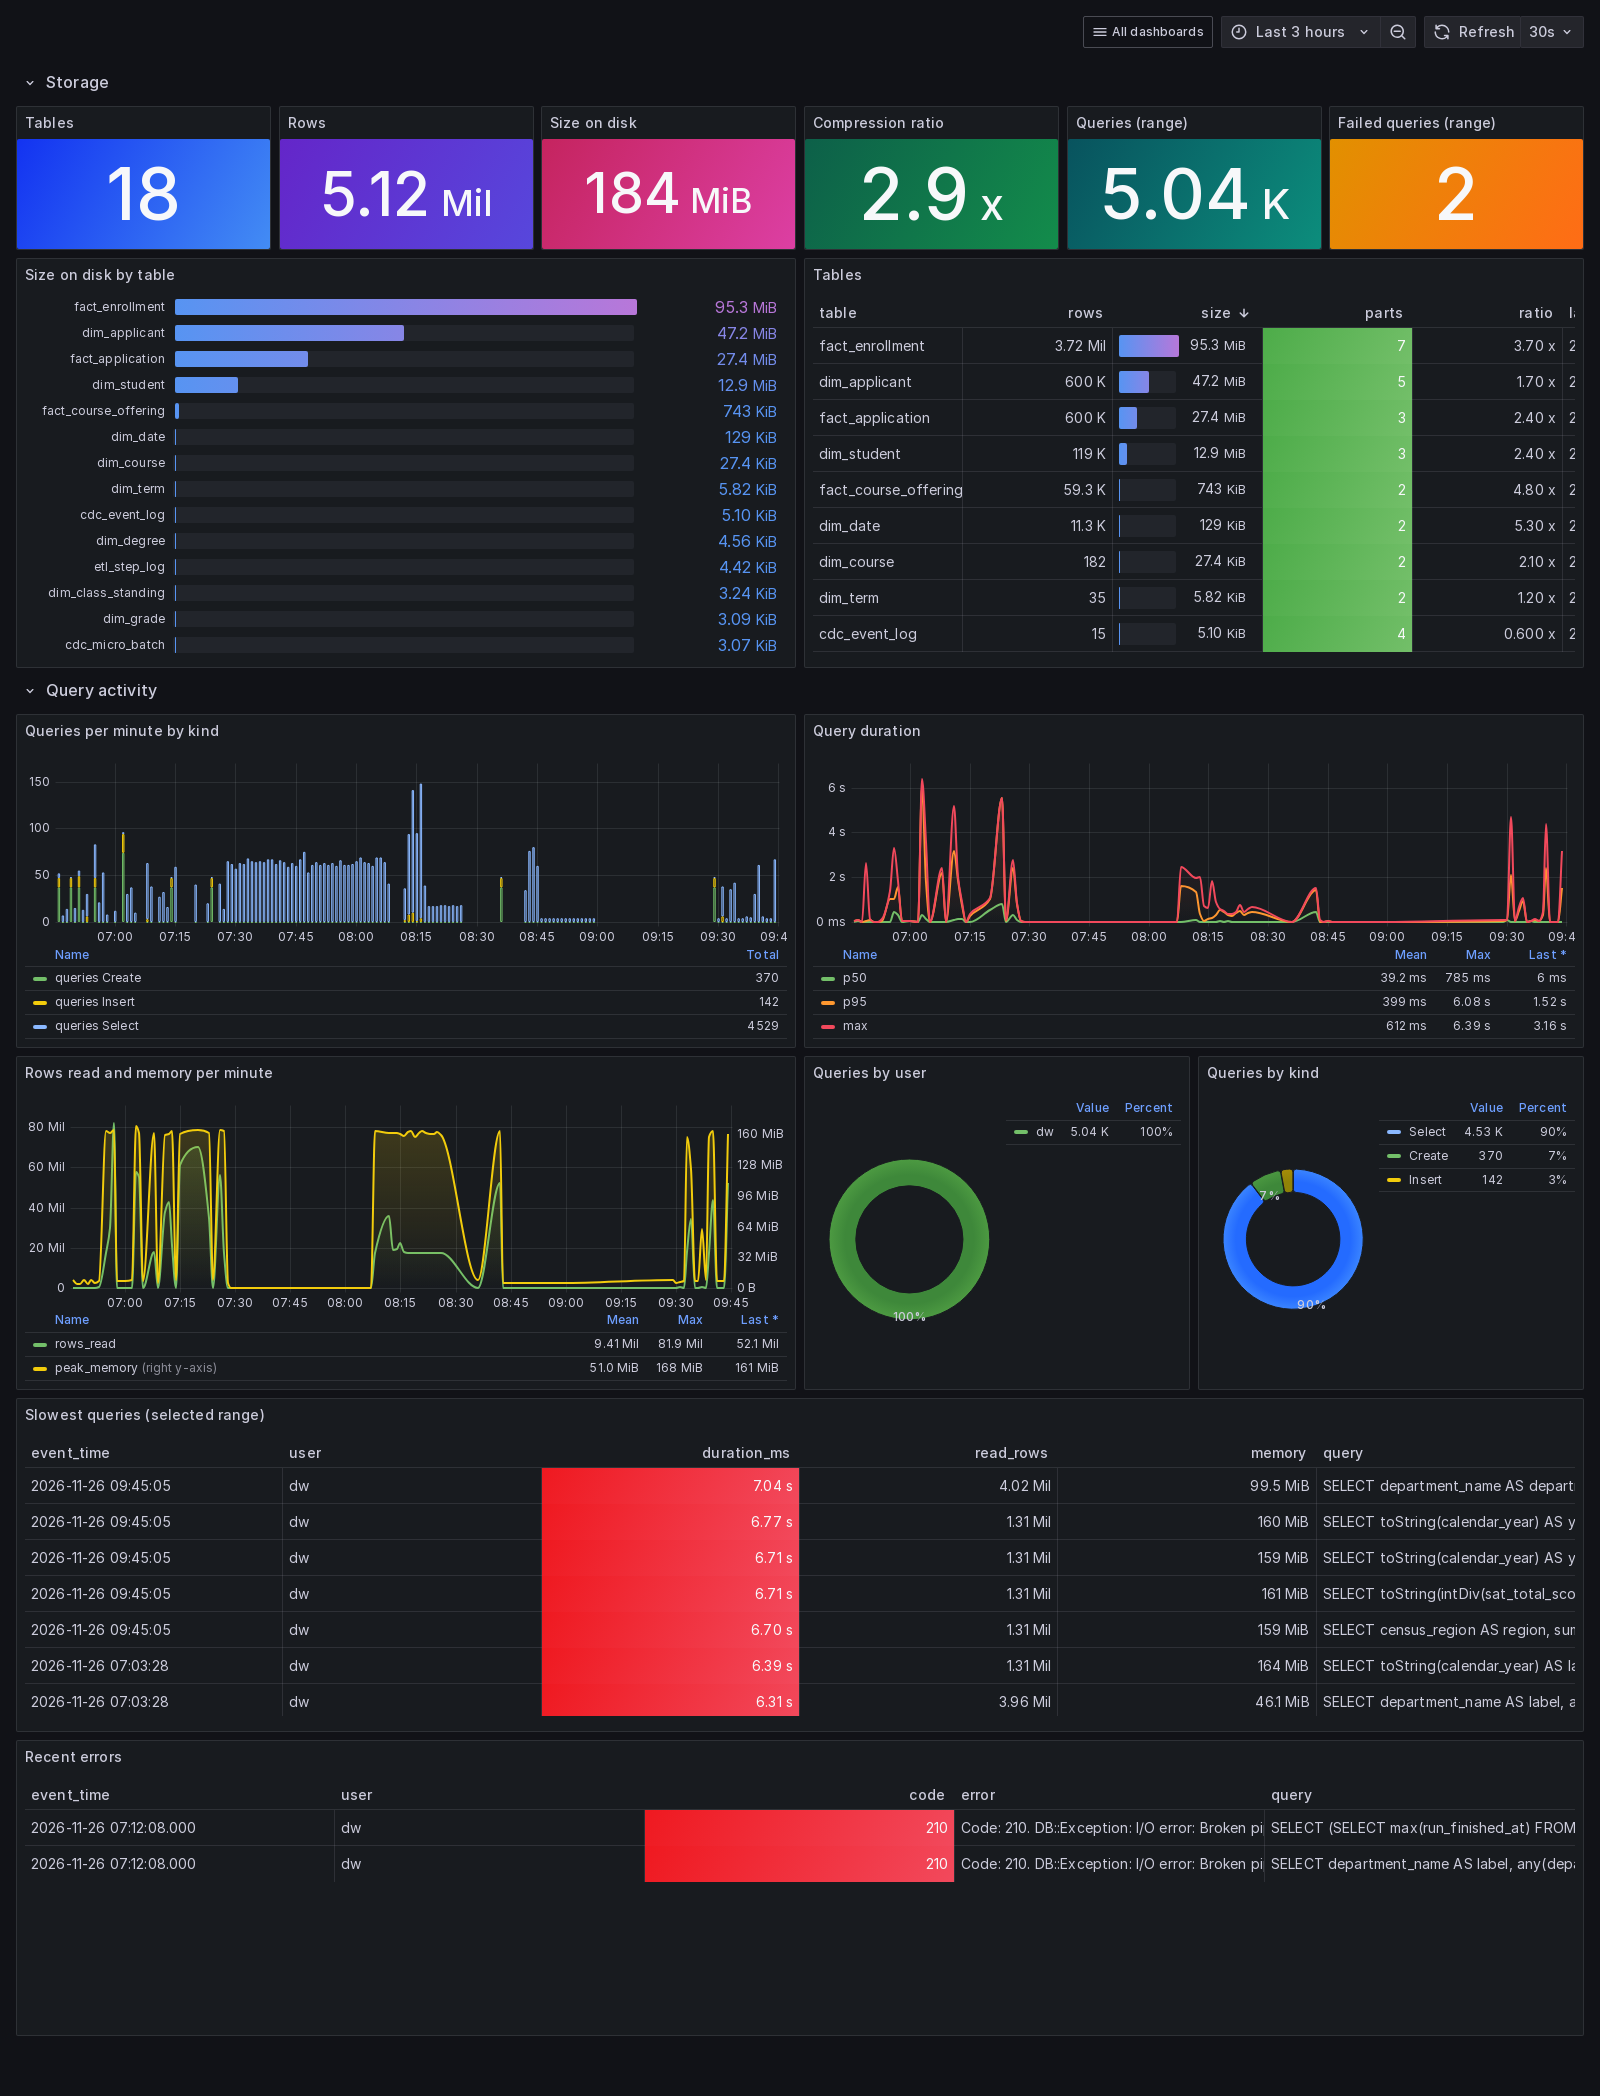 All dashboards
Last 3 hours
Refresh
30s
Storage
Tables
18
Rows
5.12 Mil
Size on disk
184 MiB
Compression ratio
2.9 x
Queries (range)
5.04 K
Failed queries (range)
2
Size on disk by table
fact_enrollment 95.3 MiB
dim_applicant 47.2 MiB
fact_application 27.4 MiB
dim_student 12.9 MiB
fact_course_offering 743 KiB
dim_date 129 KiB
dim_course 27.4 KiB
dim_term 5.82 KiB
cdc_event_log 5.10 KiB
dim_degree 4.56 KiB
etl_step_log 4.42 KiB
dim_class_standing 3.24 KiB
dim_grade 3.09 KiB
cdc_micro_batch 3.07 KiB
Tables
table rows size parts ratio
fact_enrollment 3.72 Mil 95.3 MiB 7 3.70 x 2
dim_applicant 600 K 47.2 MiB 5 1.70 x 2
fact_application 600 K 27.4 MiB 3 2.40 x 2
dim_student 119 K 12.9 MiB 3 2.40 x 2
fact_course_offering 59.3 K 743 KiB 2 4.80 x 2
dim_date 11.3 K 129 KiB 2 5.30 x 2
dim_course 182 27.4 KiB 2 2.10 x 2
dim_term 35 5.82 KiB 2 1.20 x 2
cdc_event_log 15 5.10 KiB 4 0.600 x 2
Query activity
Queries per minute by kind
150
100
50
0
07:00 07:15 07:30 07:45 08:00 08:15 08:30 08:45 09:00 09:15 09:30 09:4
Name Total
queries Create 370
queries Insert 142
queries Select 4529
Query duration
6 s
4 s
2 s
0 ms
07:00 07:15 07:30 07:45 08:00 08:15 08:30 08:45 09:00 09:15 09:30 09:4
Name Mean Max Last *
p50 39.2 ms 785 ms 6 ms
p95 399 ms 6.08 s 1.52 s
max 612 ms 6.39 s 3.16 s
Rows read and memory per minute
80 Mil
60 Mil
40 Mil
20 Mil
0
160 MiB
128 MiB
96 MiB
64 MiB
32 MiB
0 B
07:00 07:15 07:30 07:45 08:00 08:15 08:30 08:45 09:00 09:15 09:30 09:45
Name Mean Max Last *
rows_read 9.41 Mil 81.9 Mil 52.1 Mil
peak_memory (right y-axis) 51.0 MiB 168 MiB 161 MiB
Queries by user
Value Percent
dw 5.04 K 100%
100%
Queries by kind
Value Percent
Select 4.53 K 90%
Create 370 7%
Insert 142 3%
7%
90%
Slowest queries (selected range)
event_time user duration_ms read_rows memory query
2026-11-26 09:45:05 dw 7.04 s 4.02 Mil 99.5 MiB SELECT department_name AS depart
2026-11-26 09:45:05 dw 6.77 s 1.31 Mil 160 MiB SELECT toString(calendar_year) AS y
2026-11-26 09:45:05 dw 6.71 s 1.31 Mil 159 MiB SELECT toString(calendar_year) AS y
2026-11-26 09:45:05 dw 6.71 s 1.31 Mil 161 MiB SELECT toString(intDiv(sat_total_sco
2026-11-26 09:45:05 dw 6.70 s 1.31 Mil 159 MiB SELECT census_region AS region, sum
2026-11-26 07:03:28 dw 6.39 s 1.31 Mil 164 MiB SELECT toString(calendar_year) AS la
2026-11-26 07:03:28 dw 6.31 s 3.96 Mil 46.1 MiB SELECT department_name AS label, a
Recent errors
event_time user code error query
2026-11-26 07:12:08.000 dw 210 Code: 210. DB::Exception: I/O error: Broken pi SELECT (SELECT max(run_finished_at) FROM
2026-11-26 07:12:08.000 dw 210 Code: 210. DB::Exception: I/O error: Broken pi SELECT department_name AS label, any(depa